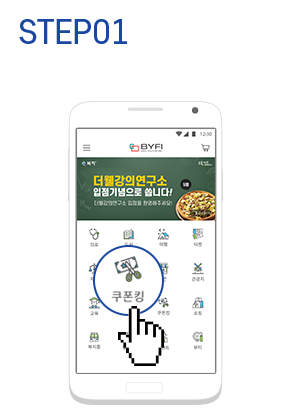 STEP01
12:30
BYFI
더웰강의연구소
입점기념으로 쏩니다!
더웰강의연구소 입점을 환영해주세요!
의료
여행
마켓
관광지
쿠폰킹
교육
쿠폰킹
쇼핑
복지몰
뷰티